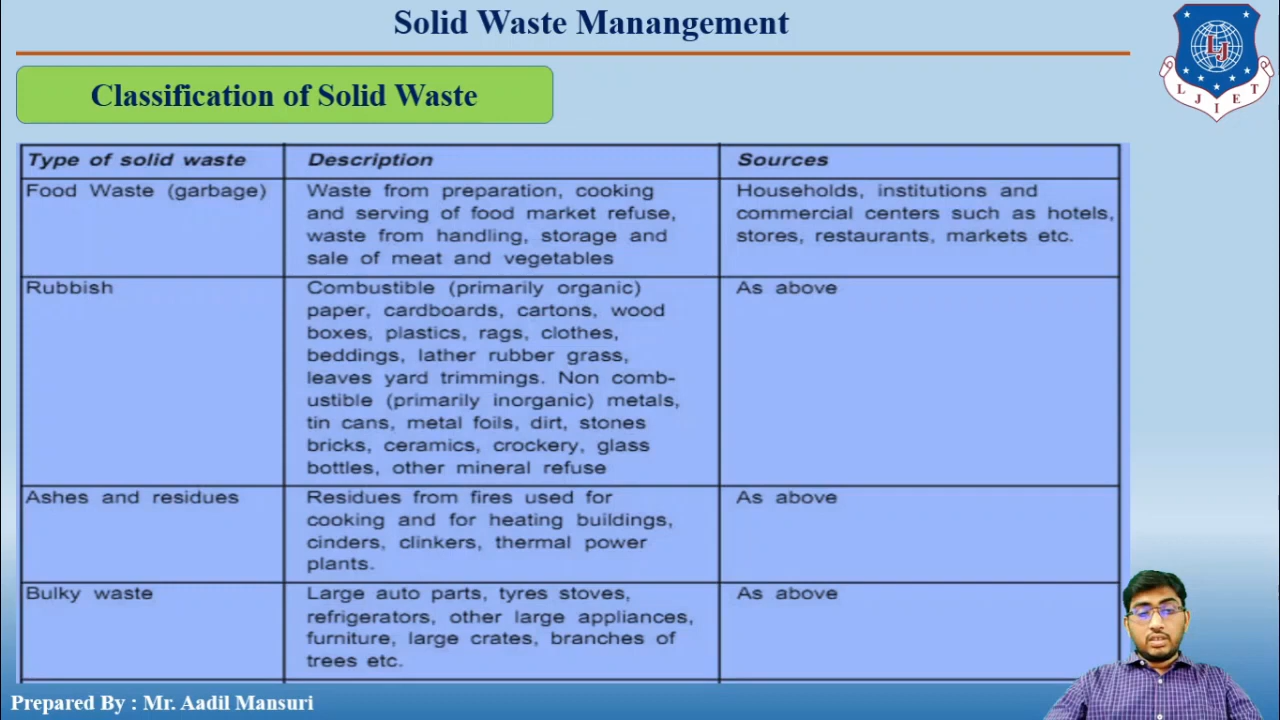 Solid Waste Manangement
Classification of Solid Waste
L J I E T
LJ
Type of solid waste Description Sources
Food Waste (garbage) Waste from preparation, cooking Households, institutions and
and serving of food market refuse, commercial centers such as hotels,
waste from handling, storage and stores, restaurants, markets etc.
sale of meat and vegetables
Rubbish Combustible (primarily organic) As above
paper, cardboards, cartons, wood
boxes, plastics, rags, clothes,
beddings, lather rubber grass,
leaves yard trimmings. Non comb-
ustible (primarily inorganic) metals,
tin cans, metal foils, dirt, stones
bricks, ceramics, crockery, glass
bottles, other mineral refuse
Ashes and residues Residues from fires used for As above
cooking and for heating buildings,
cinders, clinkers, thermal power
plants.
Bulky waste Large auto parts, tyres stoves, As above
refrigerators, other large appliances,
furniture, large crates, branches of
trees etc.
Prepared By : Mr. Aadil Mansuri